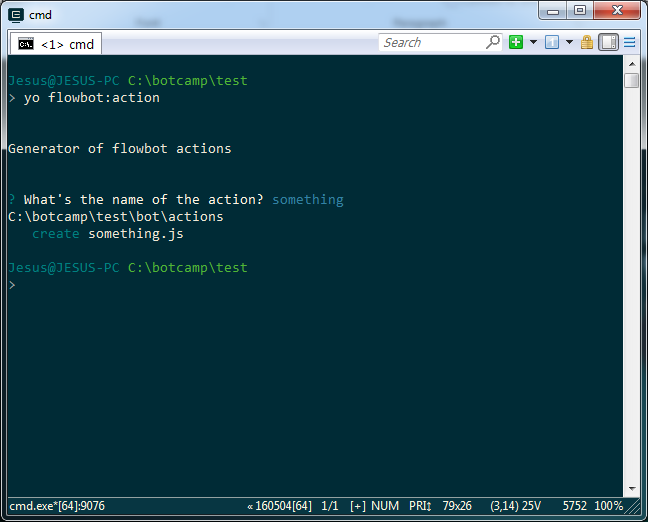 cmd
<1> cmd
Search
Jesus@JESUS-PC C:\botcamp\test
> yo flowbot:action
Generator of flowbot actions
? What's the name of the action? something
C:\botcamp\test\bot\actions
create something.js
Jesus@JESUS-PC C:\botcamp\test
>
cmd.exe*[64]:9076 «160504[64] 1/1 [+] NUM PRI↕ 79x26 (3,14) 25V 5752 100%